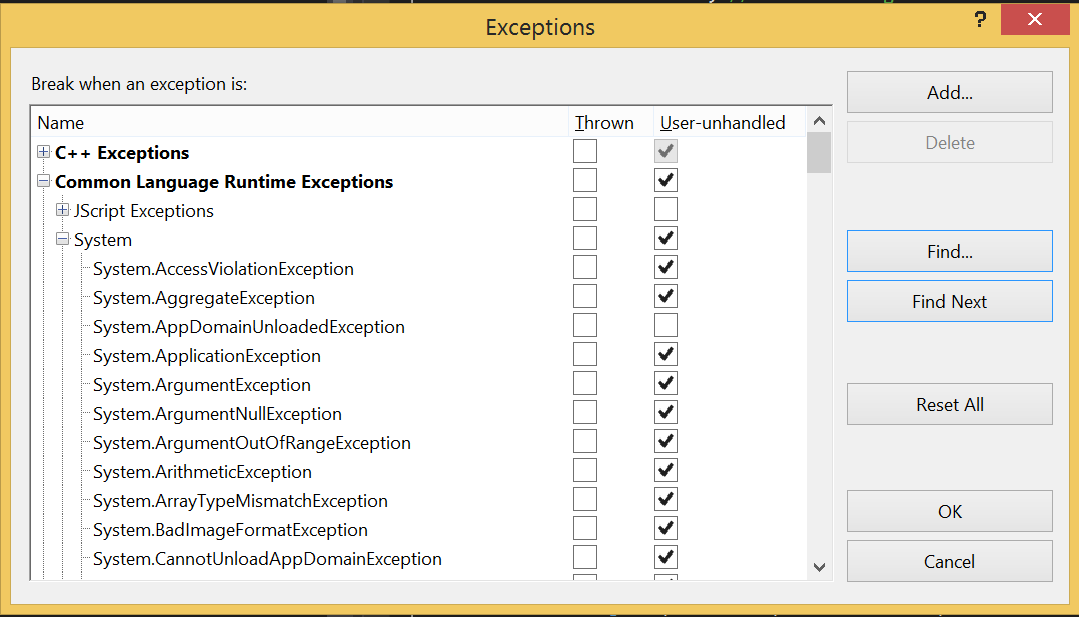 Exceptions
?
Break when an exception is:
Name Thrown User-unhandled
C++ Exceptions
Common Language Runtime Exceptions
JScript Exceptions
System
System.AccessViolationException
System.AggregateException
System.AppDomainUnloadedException
System.ApplicationException
System.ArgumentException
System.ArgumentNullException
System.ArgumentOutOfRangeException
System.ArithmeticException
System.ArrayTypeMismatchException
System.BadImageFormatException
System.CannotUnloadAppDomainException
Add...
Delete
Find...
Find Next
Reset All
OK
Cancel